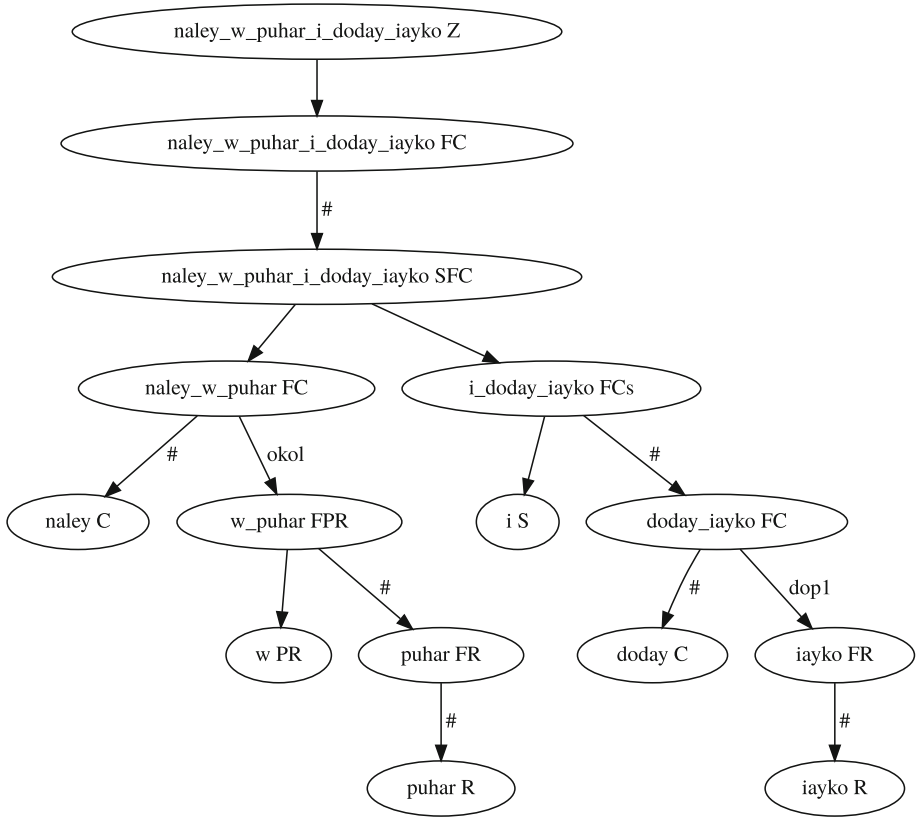 naley_w_puhar_i_doday_iayko Z
naley_w_puhar_i_doday_iayko FC
#
naley_w_puhar_i_doday_iayko SFC
naley_w_puhar FC
i_doday_iayko FCs
#
okol
#
naley C
w_puhar FPR
i S
doday_iayko FC
#
#
dop1
w PR
puhar FR
doday C
iayko FR
#
#
puhar R
iayko R